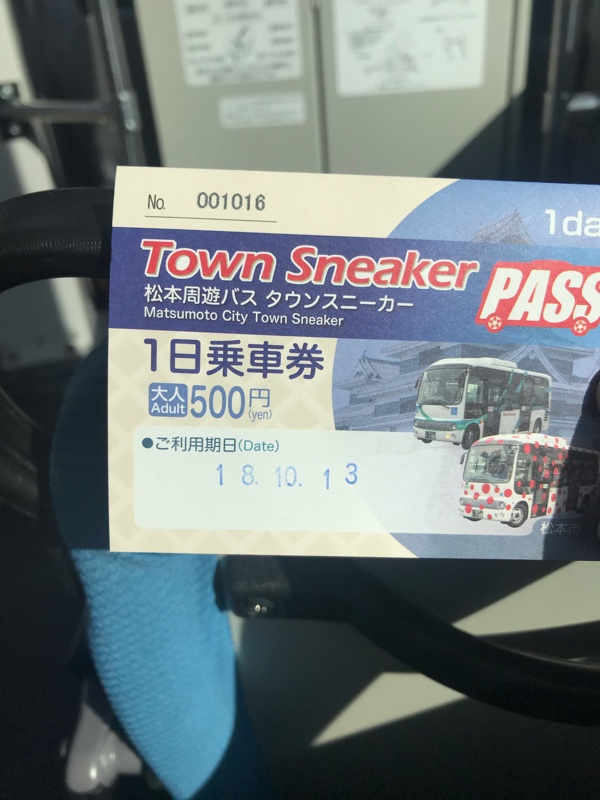 No. 001016
1da
Town Sneaker
PASS
松本周遊バス タウンスニーカー
Matsumoto City Town Sneaker
1日乗車券
大人
Adult
500円
(yen)
●ご利用期日(Date)
18.10.13
松本市